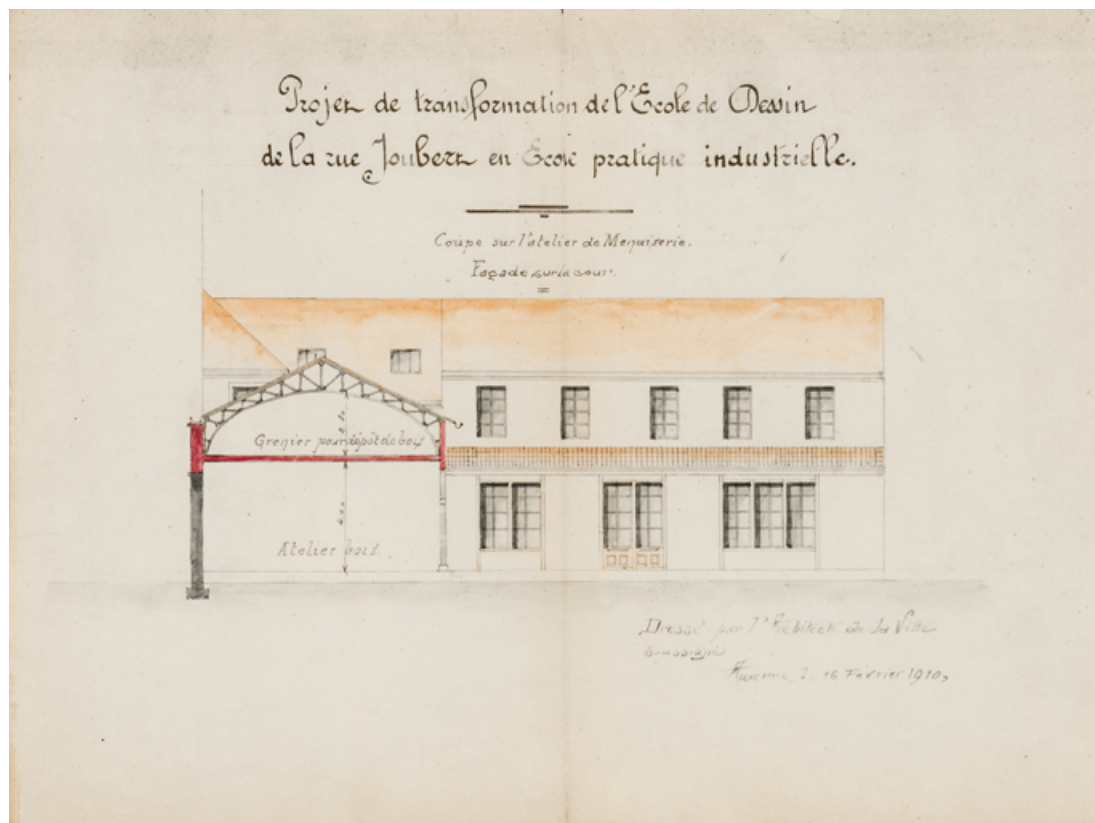 Projet de transformation de l'Ecole de Dessin
de la rue Joubert en Ecole pratique industrielle.
Coupe sur l'atelier de Menuiserie.
Façade sur la cour.
Grenier pour dépôt de bois
Atelier bois.
Dressé par l'Architecte de la Ville
soussigné
Auxerre, le 16 Février 1910,